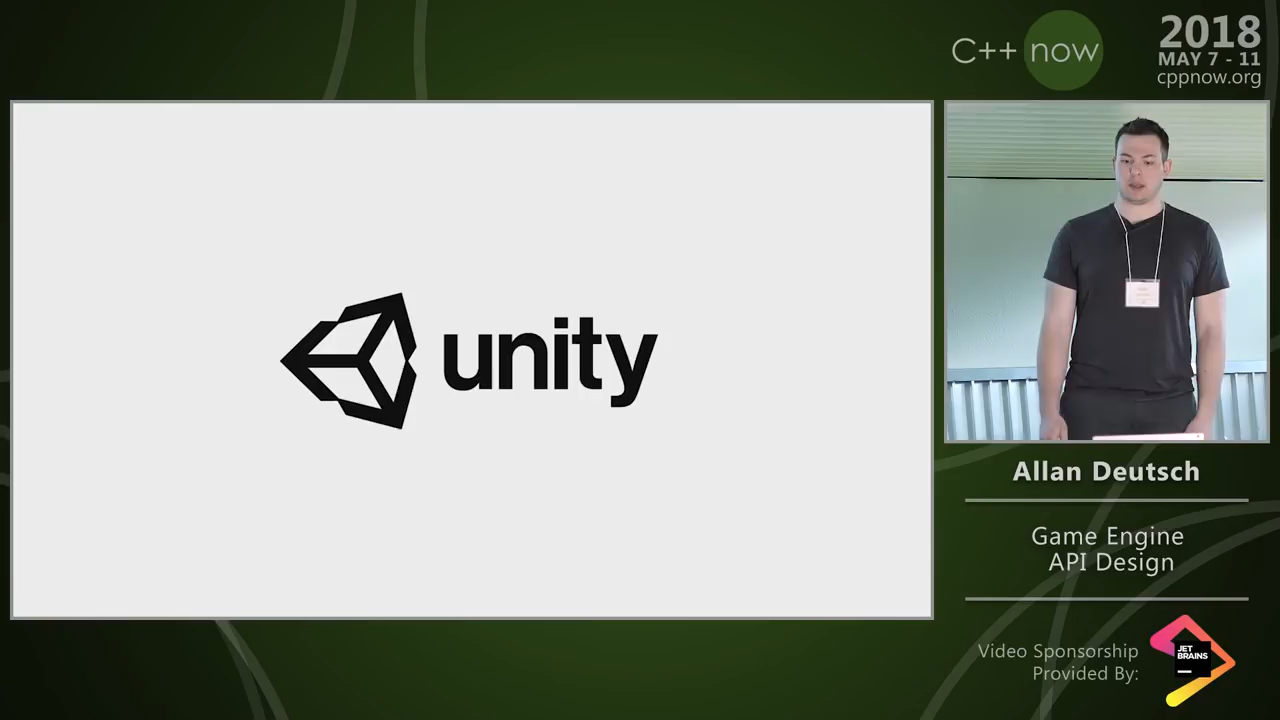 C++ now
2018
MAY 7 - 11
cppnow.org
unity
Allan Deutsch
Game Engine
API Design
Video Sponsorship
Provided By:
JET
BRAINS